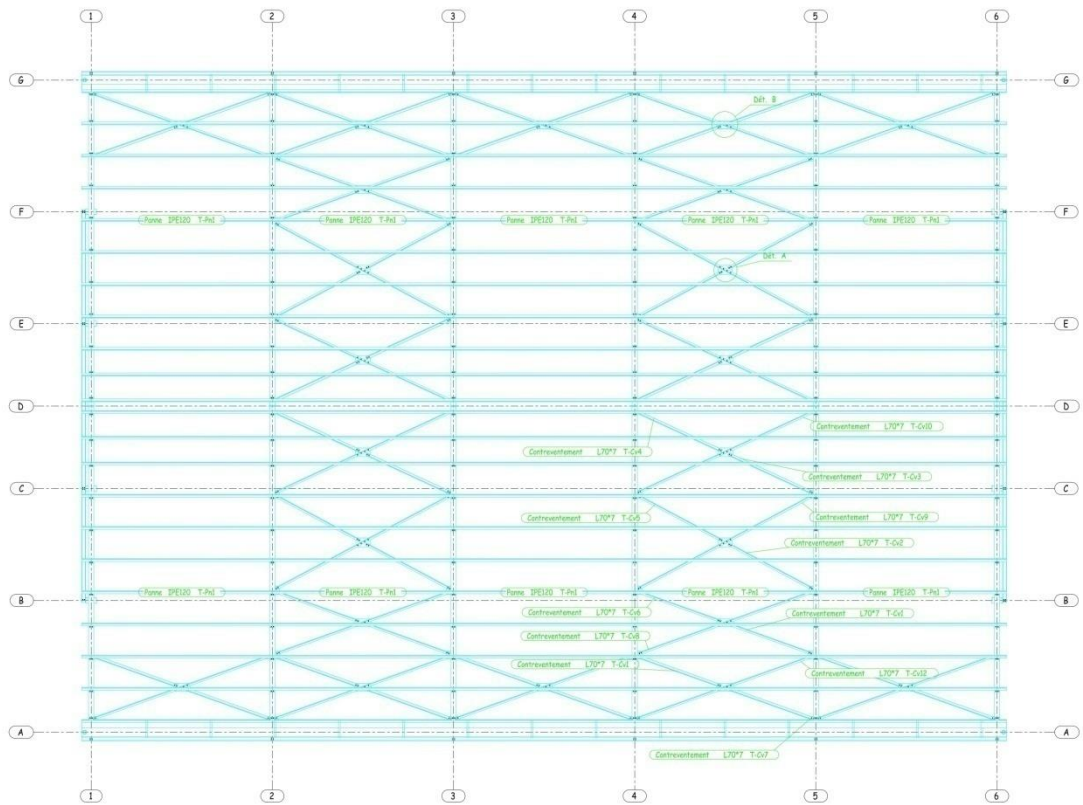 1 2 3 4 5 6
G G
Dét. B
F F
Panne IPE120 T-Pn1 Panne IPE120 T-Pn1 Panne IPE120 T-Pn1 Panne IPE120 T-Pn1 Panne IPE120 T-Pn1
Dét. A
E E
D D
Contreventement L70*7 T-Cv10
Contreventement L70*7 T-Cv4
Contreventement L70*7 T-Cv3
C C
Contreventement L70*7 T-Cv5 Contreventement L70*7 T-Cv9
Contreventement L70*7 T-Cv2
Panne IPE120 T-Pn1 Panne IPE120 T-Pn1 Panne IPE120 T-Pn1 Panne IPE120 T-Pn1 Panne IPE120 T-Pn1
B B
Contreventement L70*7 T-Cv6 Contreventement L70*7 T-Cv1
Contreventement L70*7 T-Cv8
Contreventement L70*7 T-Cv1
Contreventement L70*7 T-Cv12
A A
Contreventement L70*7 T-Cv7
1 2 3 4 5 6